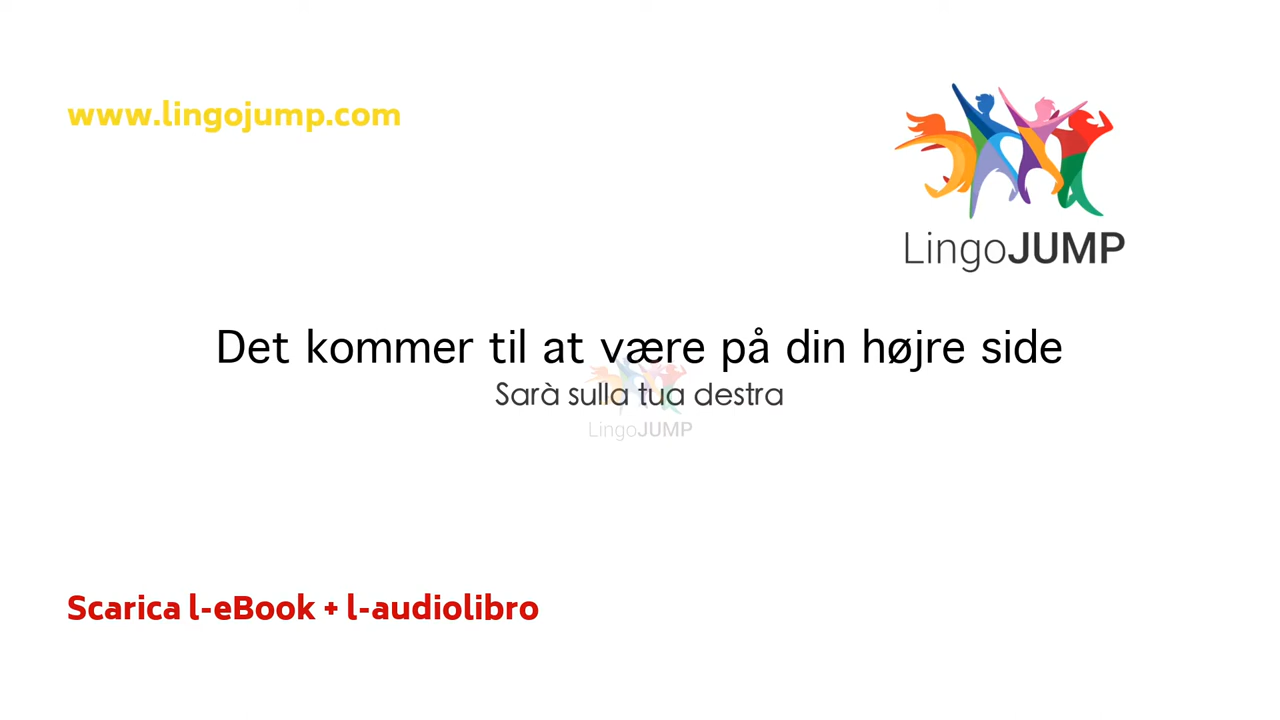 www.lingojump.com
LingoJUMP
Det kommer til at være på din højre side
Sarà sulla tua destra
LingoJUMP
Scarica l-eBook + l-audiolibro